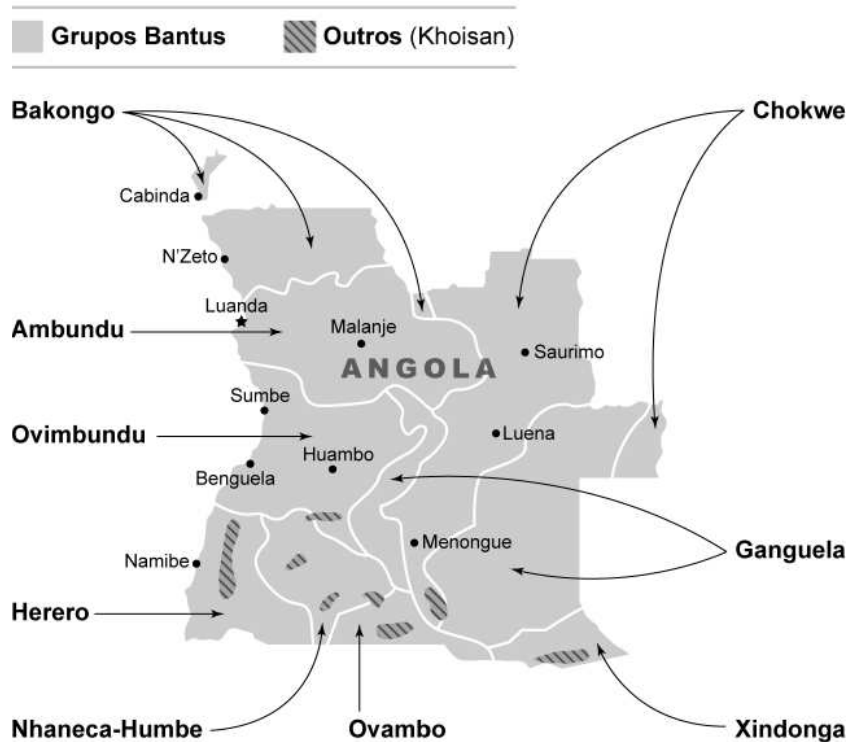 Grupos Bantus
Outros (Khoisan)
Bakongo
Chokwe
Cabinda
N'Zeto
Luanda
Ambundu
Malanje
Saurimo
ANGOLA
Sumbe
Ovimbundu
Luena
Huambo
Benguela
Menongue
Ganguela
Namibe
Herero
Nhaneca-Humbe
Ovambo
Xindonga